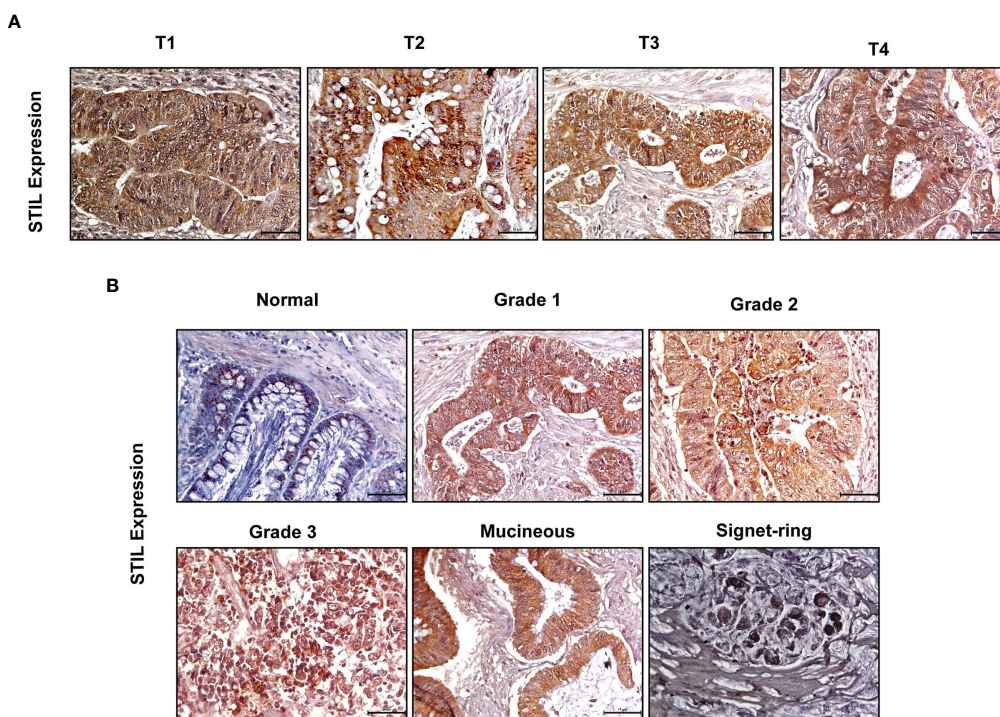 A
T1 T2 T3 T4
STIL Expression
B
Normal Grade 1 Grade 2
STIL Expression
Grade 3 Mucineous Signet-ring